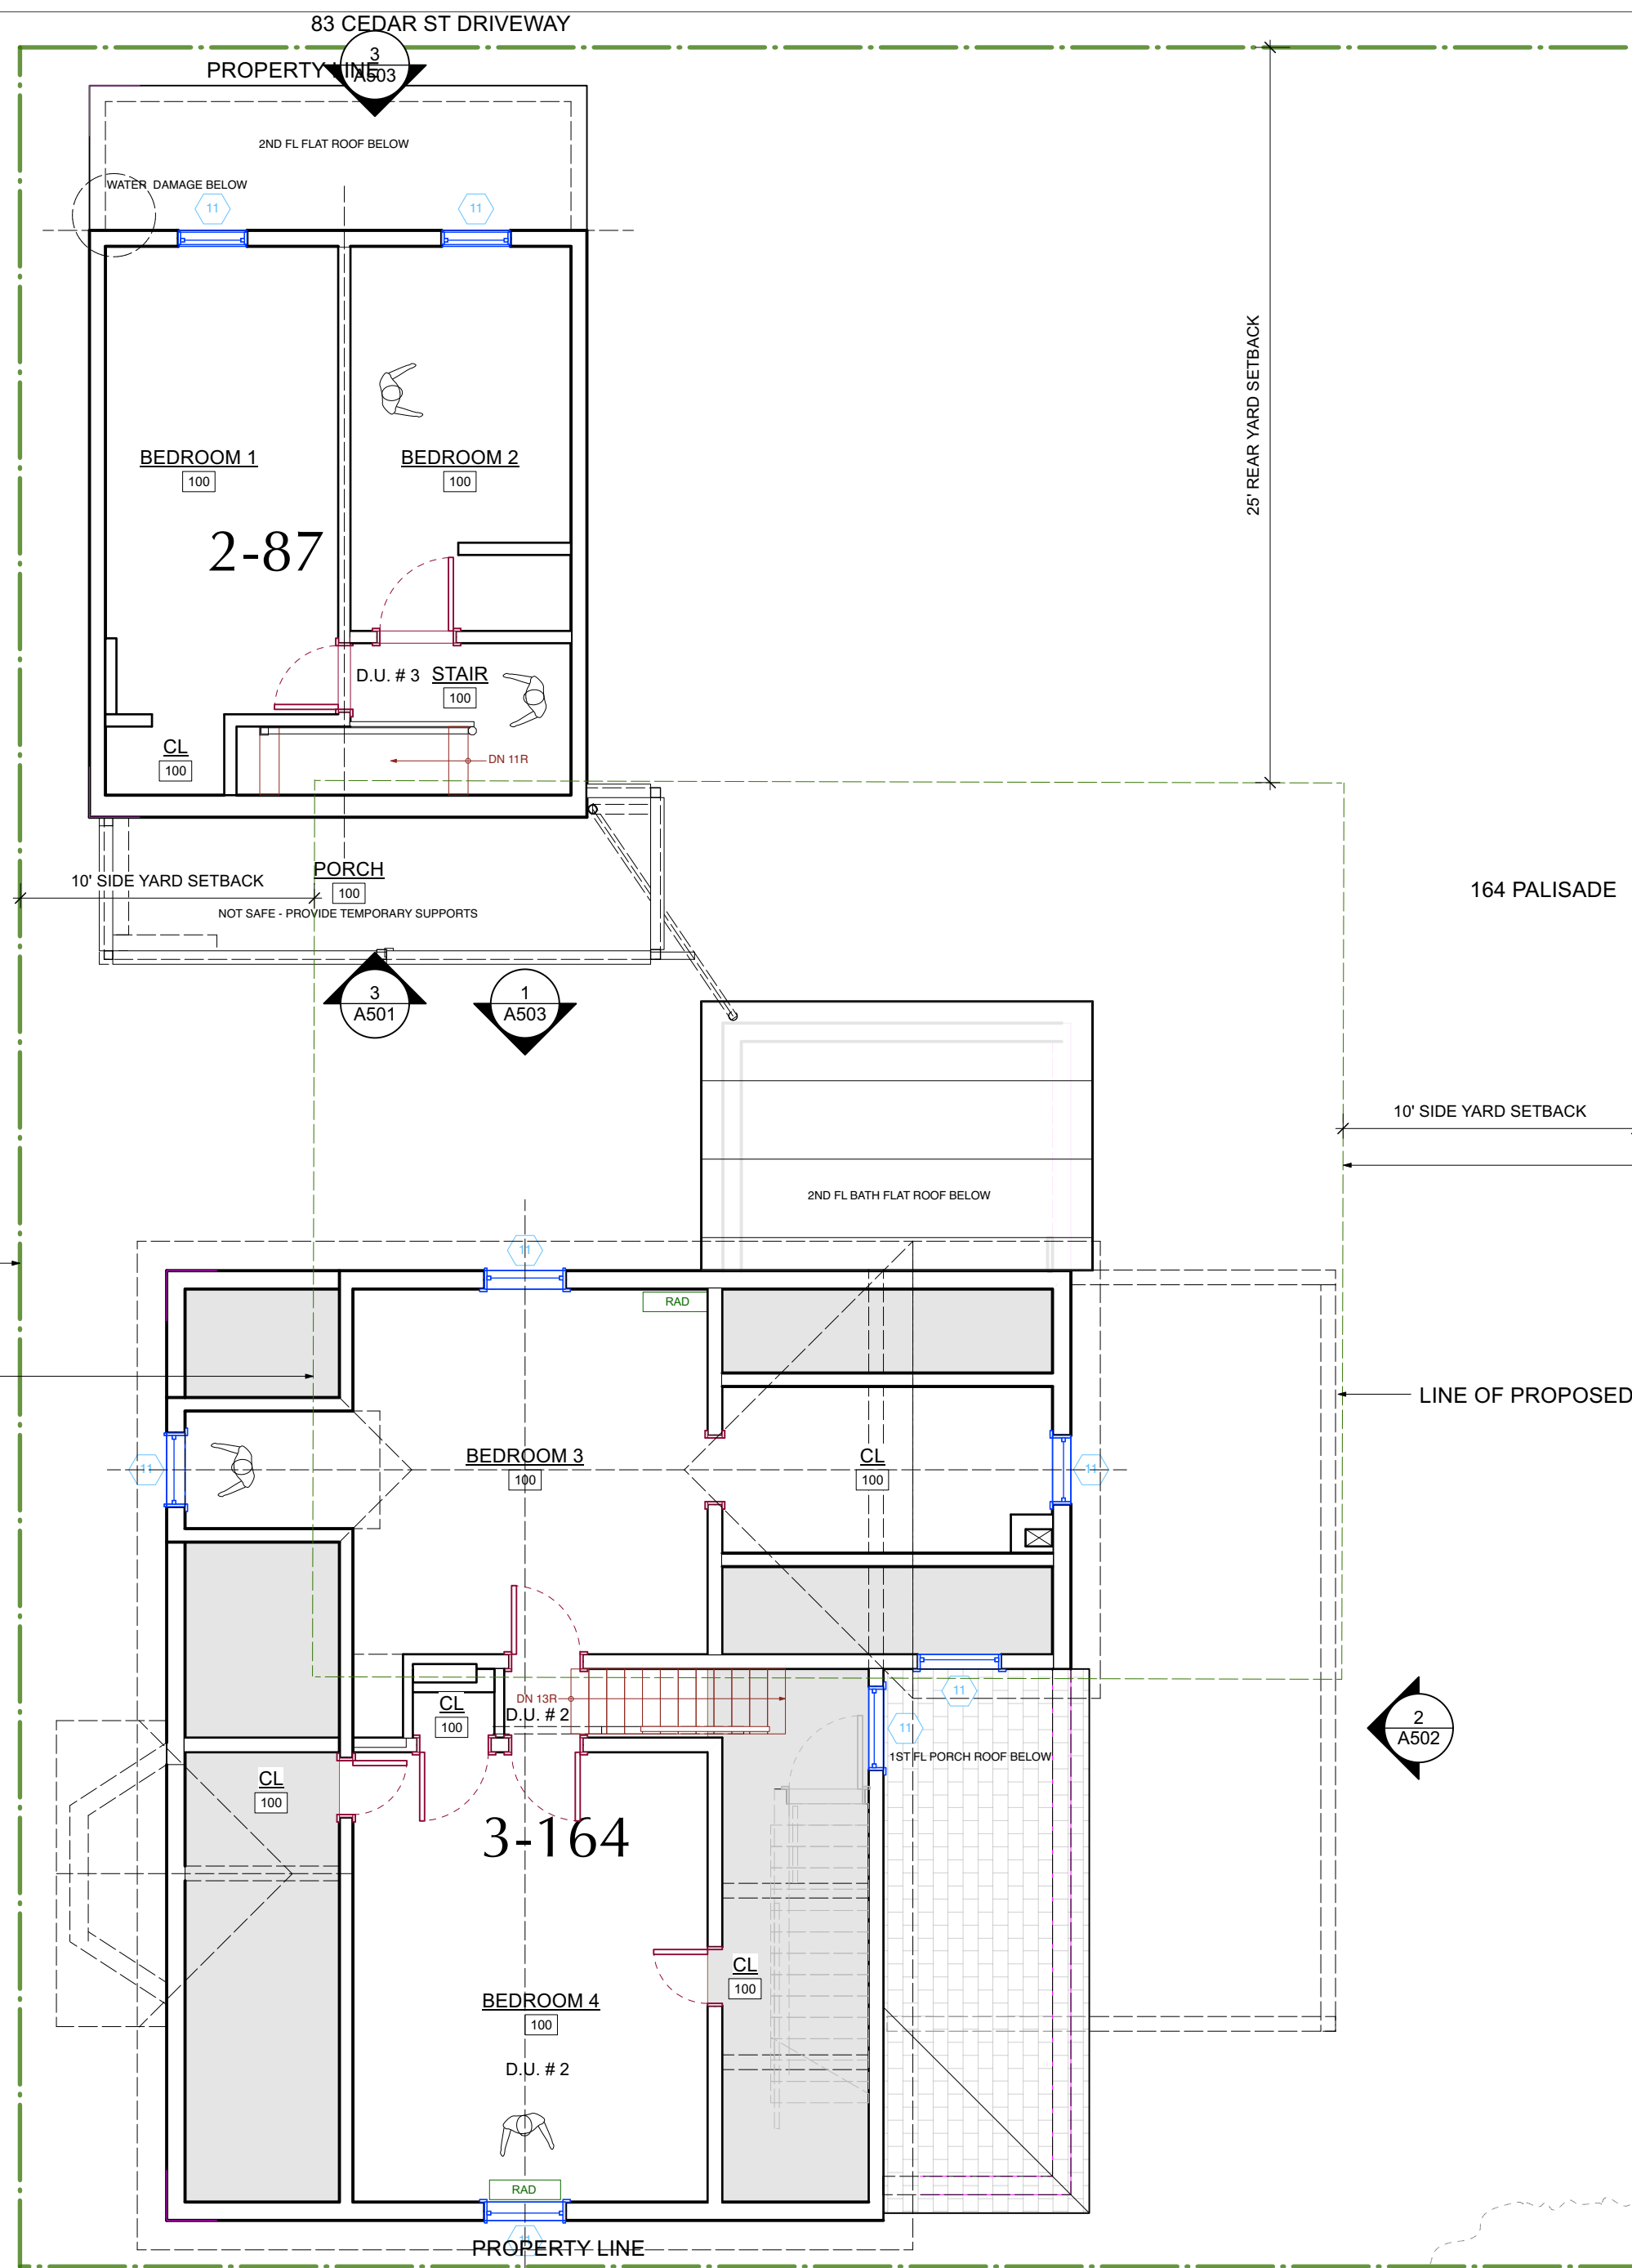 83 CEDAR ST DRIVEWAY
3
A503
PROPERTY LINE
2ND FL FLAT ROOF BELOW
WATER DAMAGE BELOW
11
11
25' REAR YARD SETBACK
BEDROOM 1
100
BEDROOM 2
100
2-87
D.U. # 3
STAIR
100
CL
100
DN 11R
PORCH
100
10' SIDE YARD SETBACK
NOT SAFE - PROVIDE TEMPORARY SUPPORTS
164 PALISADE
3
A501
1
A503
10' SIDE YARD SETBACK
2ND FL BATH FLAT ROOF BELOW
11
RAD
LINE OF PROPOSED
11
BEDROOM 3
100
CL
100
11
DN 13R
D.U. # 2
CL
100
11
11
1ST FL PORCH ROOF BELOW
2
A502
CL
100
3-164
CL
100
BEDROOM 4
100
D.U. # 2
RAD
11
PROPERTY LINE